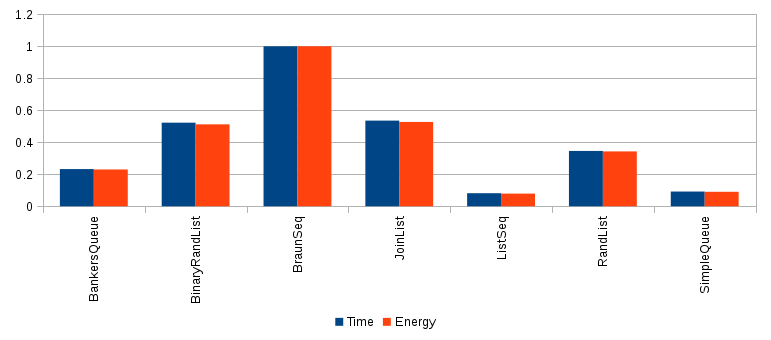 1.2
1
0.8
0.6
0.4
0.2
0
BankersQueue
BinaryRandList
BraunSeq
JoinList
ListSeq
RandList
SimpleQueue
Time Energy